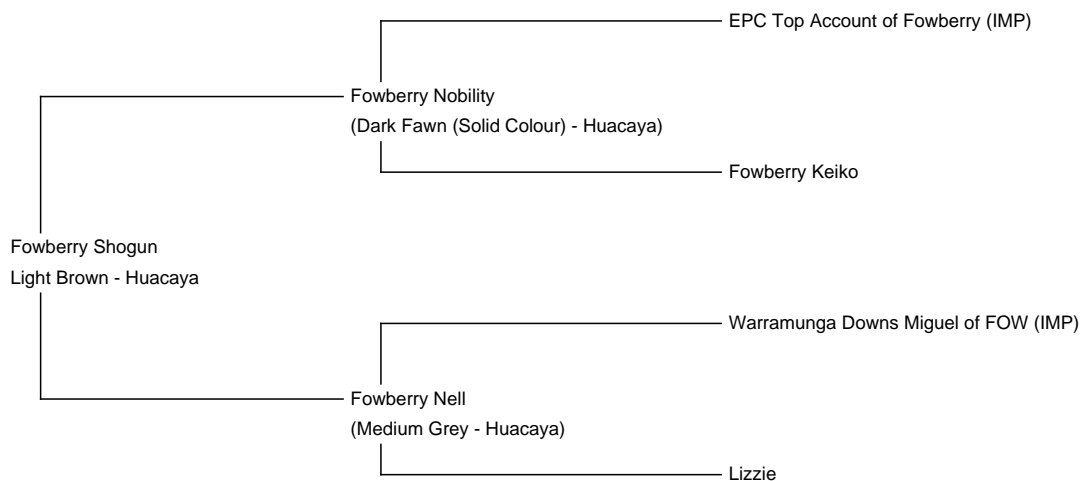 EPC Top Account of Fowberry (IMP)
Fowberry Nobility
(Dark Fawn (Solid Colour) - Huacaya)
Fowberry Keiko
Fowberry Shogun
Light Brown - Huacaya
Warramunga Downs Miguel of FOW (IMP)
Fowberry Nell
(Medium Grey - Huacaya)
Lizzie